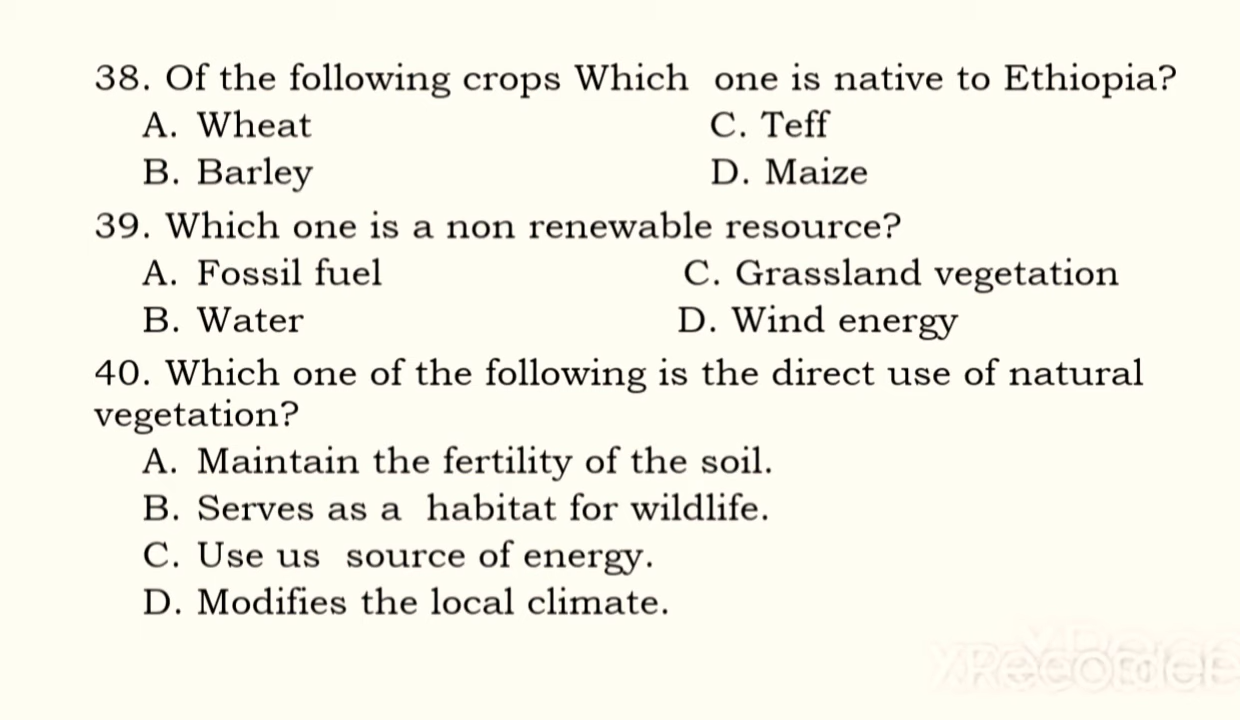 38. Of the following crops Which one is native to Ethiopia?
A. Wheat C. Teff
B. Barley D. Maize
39. Which one is a non renewable resource?
A. Fossil fuel C. Grassland vegetation
B. Water D. Wind energy
40. Which one of the following is the direct use of natural
vegetation?
A. Maintain the fertility of the soil.
B. Serves as a habitat for wildlife.
C. Use us source of energy.
D. Modifies the local climate.